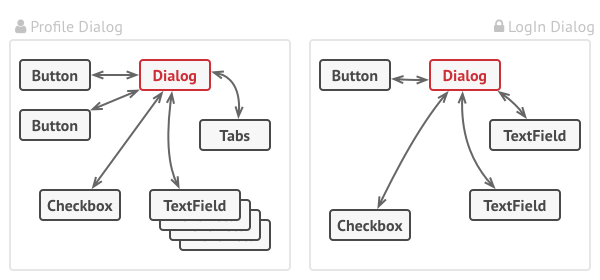 Profile Dialog
Button
Dialog
Button
Tabs
Checkbox
TextField
LogIn Dialog
Button
Dialog
TextField
TextField
Checkbox